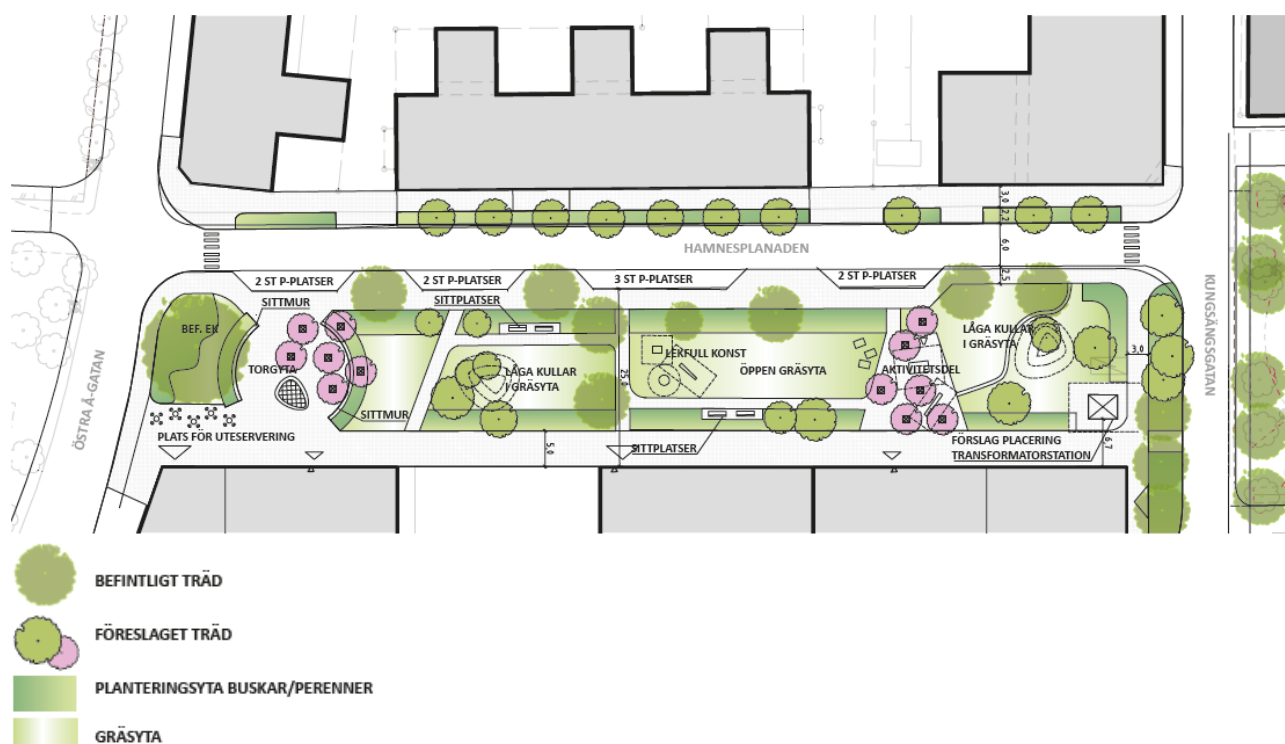 3.0
2.2
HAMNESPLANADEN
6.0
2.5
2 ST P-PLATSER
2 ST P-PLATSER
3 ST P-PLATSER
2 ST P-PLATSER
SITTMUR
SITTPLATSER
BEF. EK
TORGYTA
LÅGA KULLAR
I GRÄSYTA
25.0
LEKFULL KONST
ÖPPEN GRÄSYTA
AKTIVITETSDEL
LÅGA KULLAR
I GRÄSYTA
3,0
KUNGSÄNGSGATAN
ÖSTRA Å-GATAN
SITTMUR
PLATS FÖR UTESERVERING
5.0
SITTPLATSER
FÖRSLAG PLACERING
TRANSFORMATORSTATION
6.7
BEFINTLIGT TRÄD
FÖRESLAGET TRÄD
PLANTERINGSYTA BUSKAR/PERENNER
GRÄSYTA